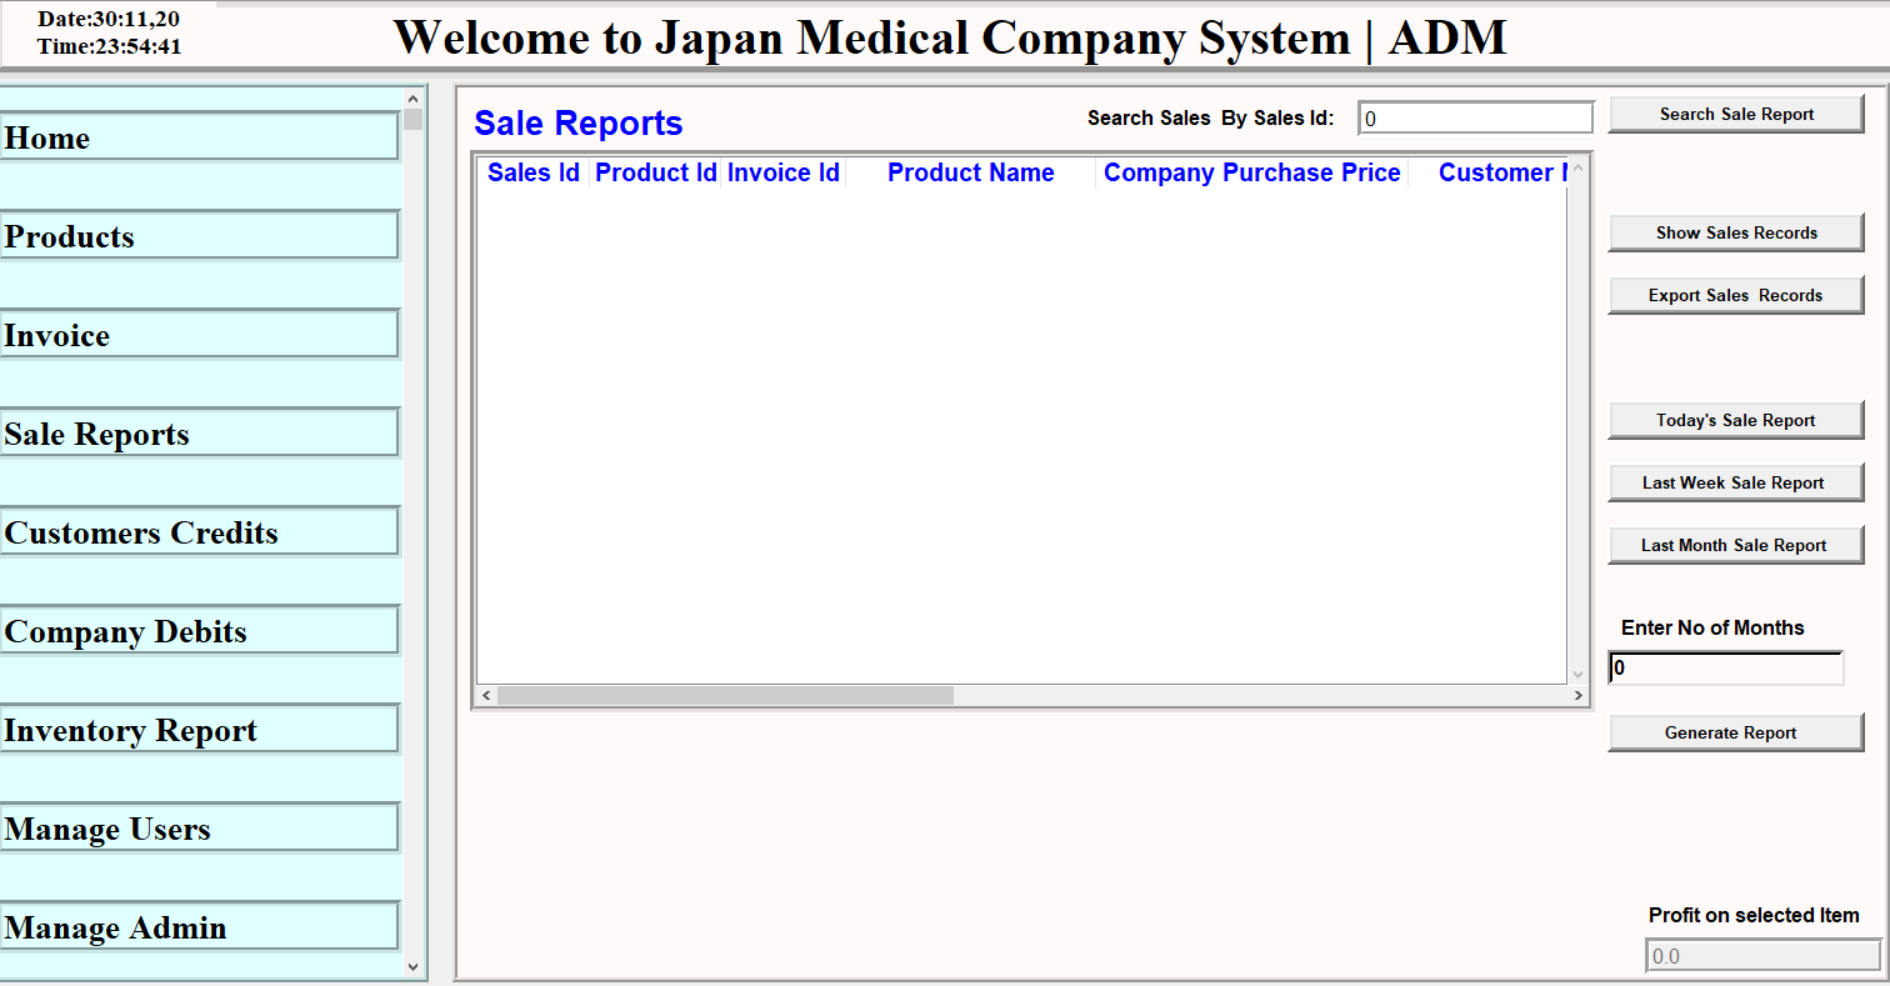 Date:30:11,20
Time:23:54:41
Welcome to Japan Medical Company System | ADM
Home
Products
Invoice
Sale Reports
Customers Credits
Company Debits
Inventory Report
Manage Users
Manage Admin
Sale Reports
Search Sales By Sales Id:
0
Search Sale Report
Sales Id Product Id Invoice Id Product Name Company Purchase Price Customer
Show Sales Records
Export Sales Records
Today's Sale Report
Last Week Sale Report
Last Month Sale Report
Enter No of Months
0
Generate Report
Profit on selected Item
0.0